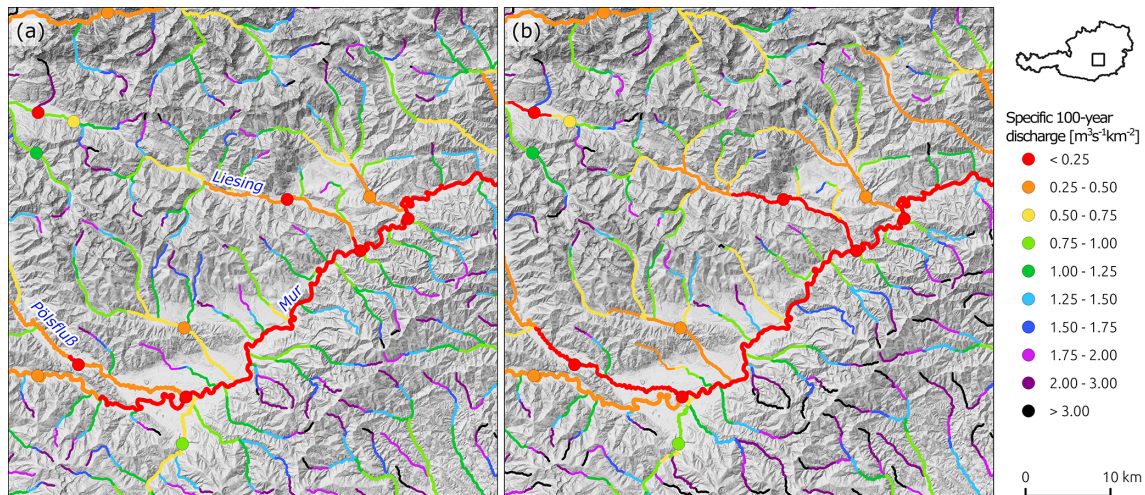 (a)
Liesing
Mur
Pölsfluß
(b)
Specific 100-year
discharge [m³s⁻¹km⁻²]
< 0.25
0.25 - 0.50
0.50 - 0.75
0.75 - 1.00
1.00 - 1.25
1.25 - 1.50
1.50 - 1.75
1.75 - 2.00
2.00 - 3.00
> 3.00
0 10 km